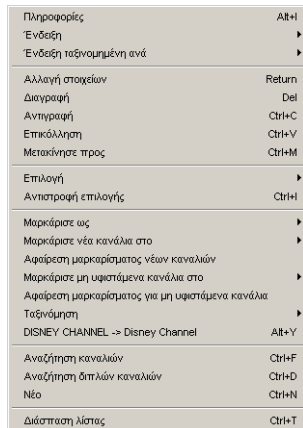 Πληροφορίες Alt+I
Ένδειξη
Ένδειξη ταξινομημένη ανά
Αλλαγή στοιχείων Return
Διαγραφή Del
Αντιγραφή Ctrl+C
Επικόλληση Ctrl+V
Μετακίνησε προς Ctrl+M
Επιλογή
Αντιστροφή επιλογής Ctrl+I
Μαρκάρισε ως
Μαρκάρισε νέα κανάλια στο
Αφαίρεση μαρκαρίσματος νέων καναλιών
Μαρκάρισε μη υφιστάμενα κανάλια στο
Αφαίρεση μαρκαρίσματος για μη υφιστάμενα κανάλια
Ταξινόμηση
DISNEY CHANNEL -> Disney Channel Alt+Y
Αναζήτηση καναλιών Ctrl+F
Αναζήτηση διπλών καναλιών Ctrl+D
Νέο Ctrl+N
Διάσπαση λίστας Ctrl+T